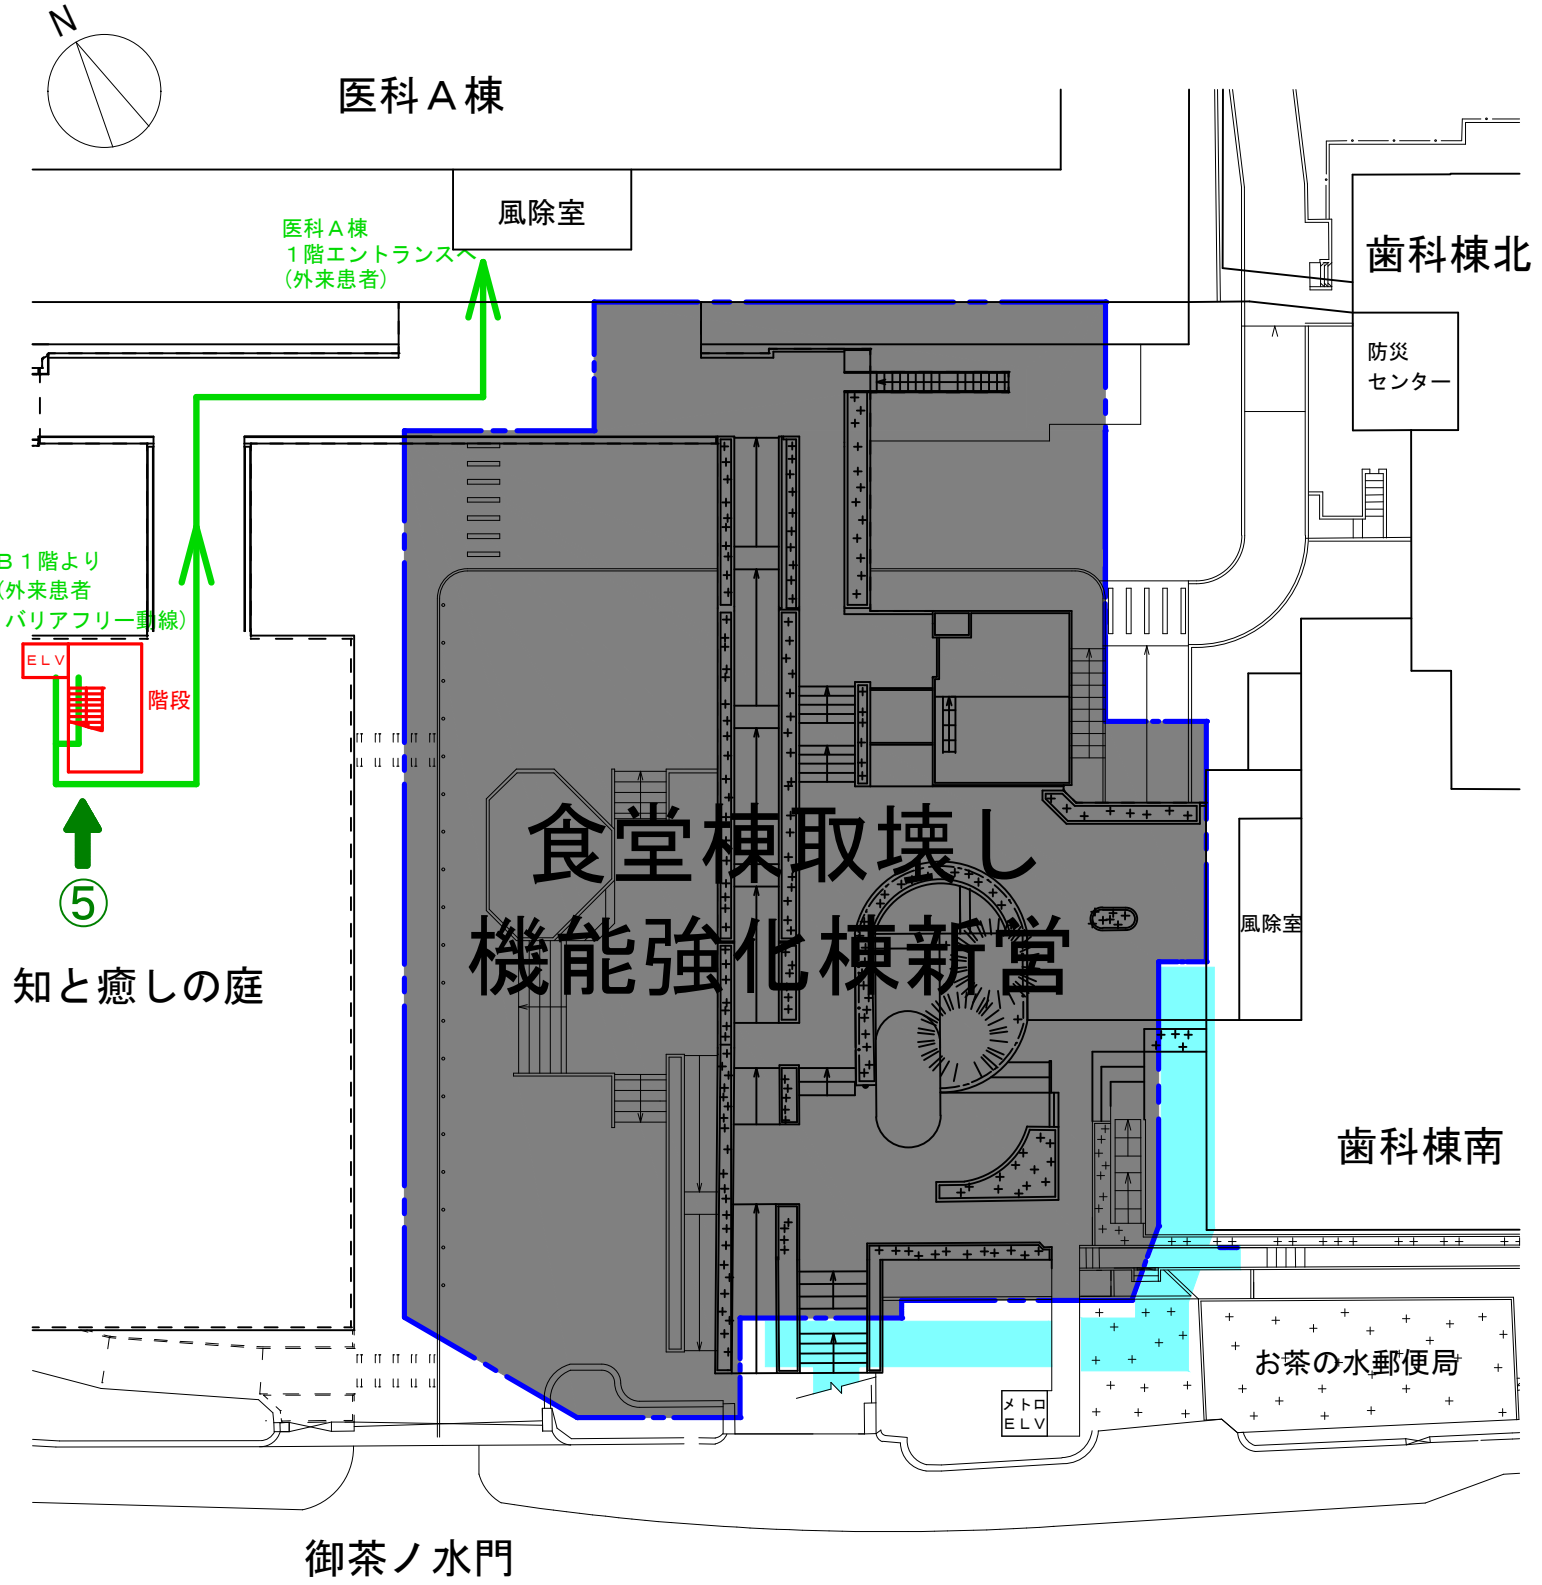 N
医科Ａ棟
風除室
医科Ａ棟
１階エントランスへ
(外来患者)
歯科棟北
防災
センター
Ｂ１階より
(外来患者
バリアフリー動線)
ＥＬＶ
階段
⑤
食堂棟取壊し
機能強化棟新営
風除室
知と癒しの庭
歯科棟南
お茶の水郵便局
メトロ
ＥＬＶ
御茶ノ水門